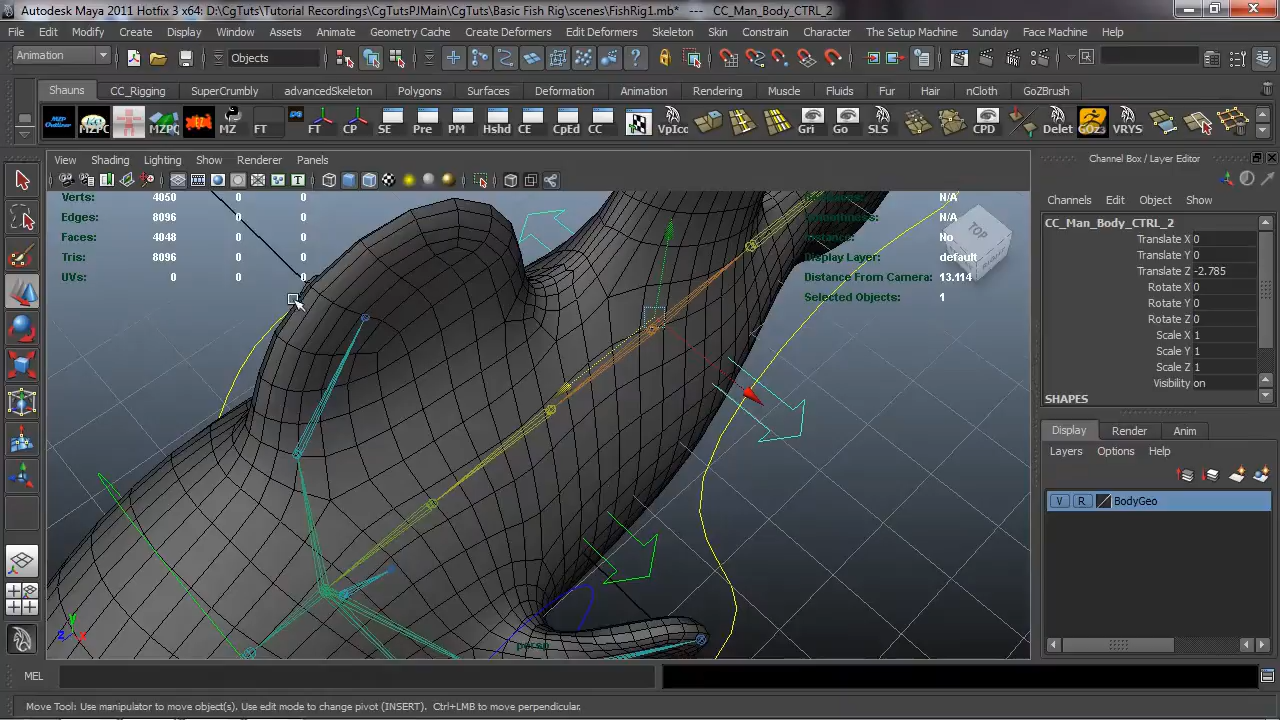 Autodesk Maya 2011 Hotfix 3 x64: D:\CgTuts\Tutorial Recordings\CgTutsPJMain\CgTuts\Basic Fish Rig\scenes\FishRig1.mb* --- CC_Man_Body_CTRL_2
File Edit Modify Create Display Window Assets Animate Geometry Cache Create Deformers Edit Deformers Skeleton Skin Constrain Character The Setup Machine Sunday Face Machine Help
Animation Objects
Shauns CC_Rigging SuperCrumbly advancedSkeleton Polygons Surfaces Deformation Animation Rendering Muscle Fluids Fur Hair nCloth GoZBrush
MZPC MZPC MZ FT FT CP SE Pre PM Hshd CE CpEd CC VpIcc Gri Go SLS CPD Delet GOz3 VRYS
View Shading Lighting Show Renderer Panels
Verts: 4050 0 0
Edges: 8096 0 0
Faces: 4048 0 0
Tris: 8096 0 0
UVs: 0 0 0
N/A
N/A
No
Display Layer: default
Distance From Camera: 13.114
Selected Objects: 1
TOP
persp
y
z x
Channel Box / Layer Editor
Channels Edit Object Show
CC_Man_Body_CTRL_2
Translate X 0
Translate Y 0
Translate Z -2.785
Rotate X 0
Rotate Y 0
Rotate Z 0
Scale X 1
Scale Y 1
Scale Z 1
Visibility on
SHAPES
Display Render Anim
Layers Options Help
V R BodyGeo
MEL
Move Tool: Use manipulator to move object(s). Use edit mode to change pivot (INSERT). Ctrl+LMB to move perpendicular.